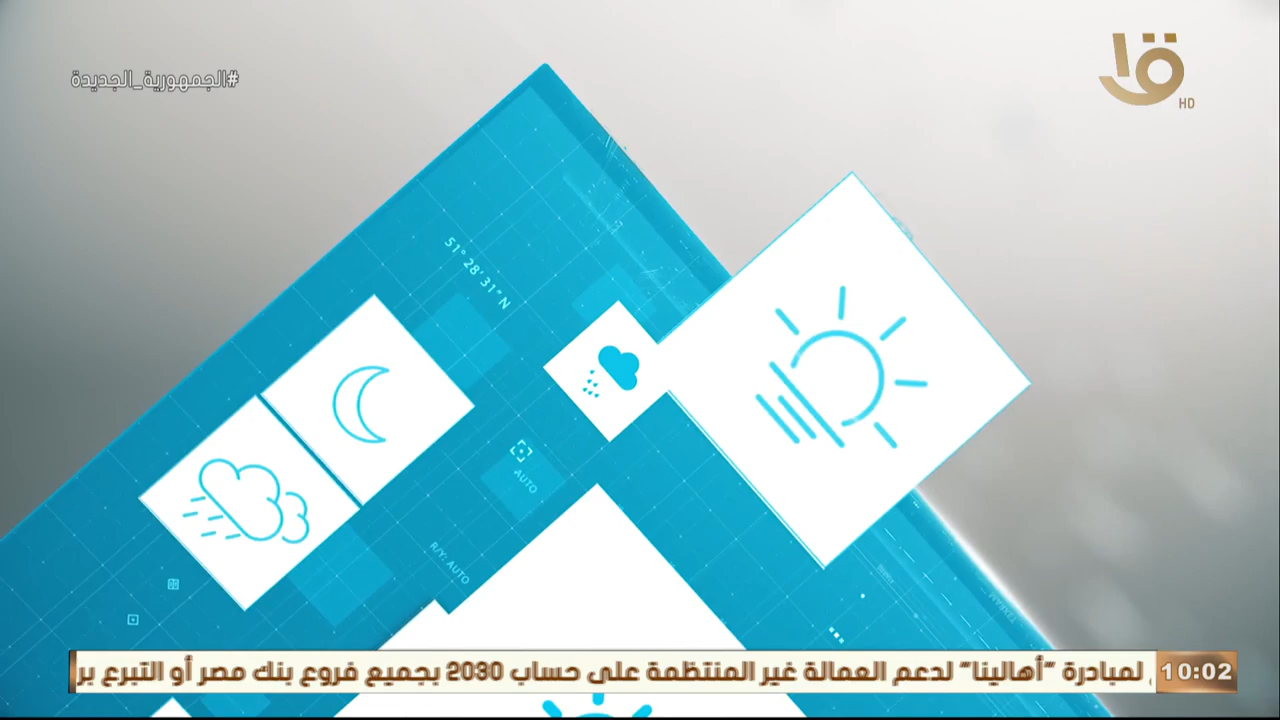 #الجمهورية_الجديدة
HD
51° 28' 31" N
AUTO
R/Y: AUTO
لمبادرة "أهالينا" لدعم العمالة غير المنتظمة على حساب 2030 بجميع فروع بنك مصر أو التبرع بر
10:02